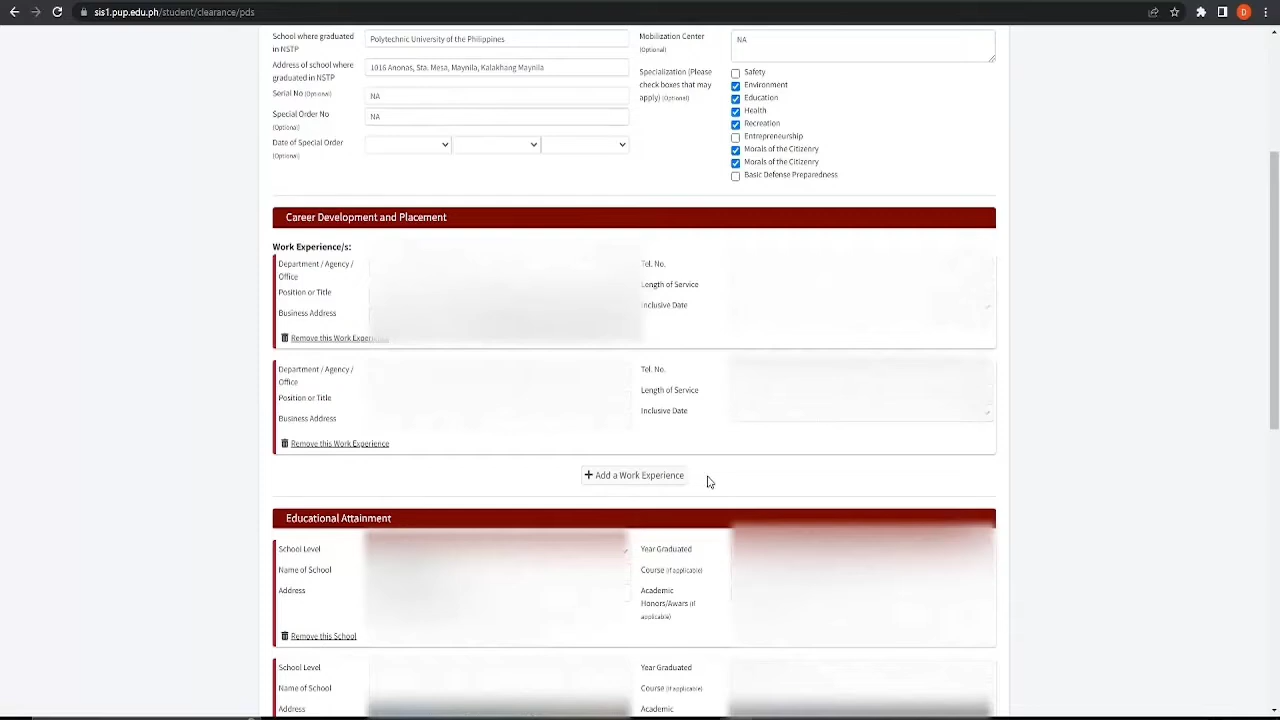 sis1.pup.edu.ph/student/clearance/pds
D
School where graduated
in NSTP
Polytechnic University of the Philippines
Mobilization Center
(Optional)
NA
Address of school where
graduated in NSTP
1016 Anonas, Sta. Mesa, Maynila, Kalakhang Maynila
Specialization (Please
check boxes that may
apply) (Optional)
Safety
Environment
Education
Health
Recreation
Entrepreneurship
Morals of the Citizenry
Morals of the Citizenry
Basic Defense Preparedness
Serial No (Optional)
NA
Special Order No
(Optional)
NA
Date of Special Order
(Optional)
Career Development and Placement
Work Experience/s:
Department / Agency /
Office
Tel. No.
Length of Service
Position or Title
Inclusive Date
Business Address
Remove this Work Experience
Department / Agency /
Office
Tel. No.
Length of Service
Position or Title
Inclusive Date
Business Address
Remove this Work Experience
+ Add a Work Experience
Educational Attainment
School Level
Year Graduated
Name of School
Course (if applicable)
Address
Academic
Honors/Awars (if
applicable)
Remove this School
School Level
Year Graduated
Name of School
Course (if applicable)
Address
Academic